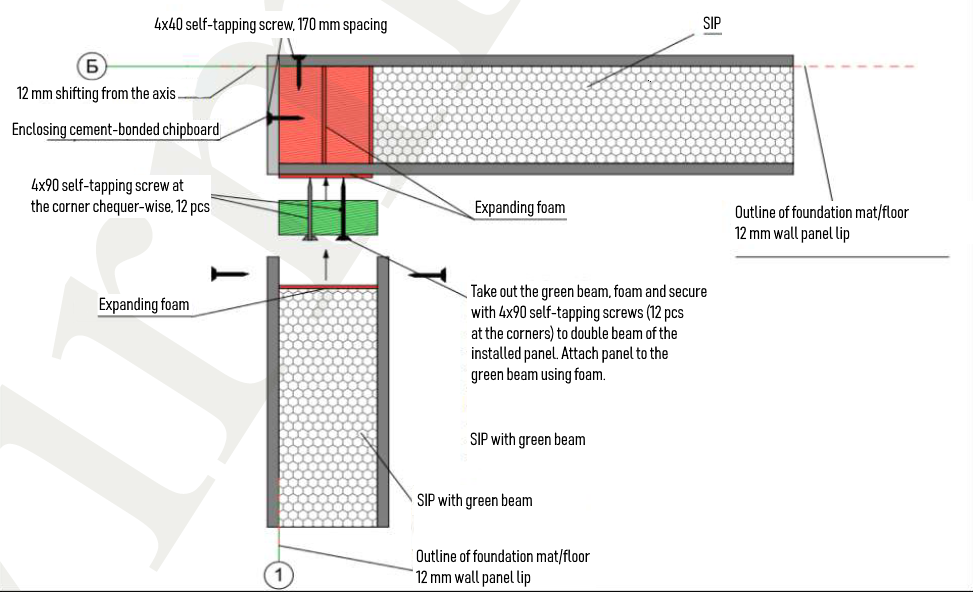 4x40 self-tapping screw, 170 mm spacing
SIP
Б
12 mm shifting from the axis
Enclosing cement-bonded chipboard
4x90 self-tapping screw at
the corner chequer-wise, 12 pcs
Expanding foam
Outline of foundation mat/floor
12 mm wall panel lip
Expanding foam
Take out the green beam, foam and secure
with 4x90 self-tapping screws (12 pcs
at the corners) to double beam of the
installed panel. Attach panel to the
green beam using foam.
SIP with green beam
SIP with green beam
Outline of foundation mat/floor
12 mm wall panel lip
1